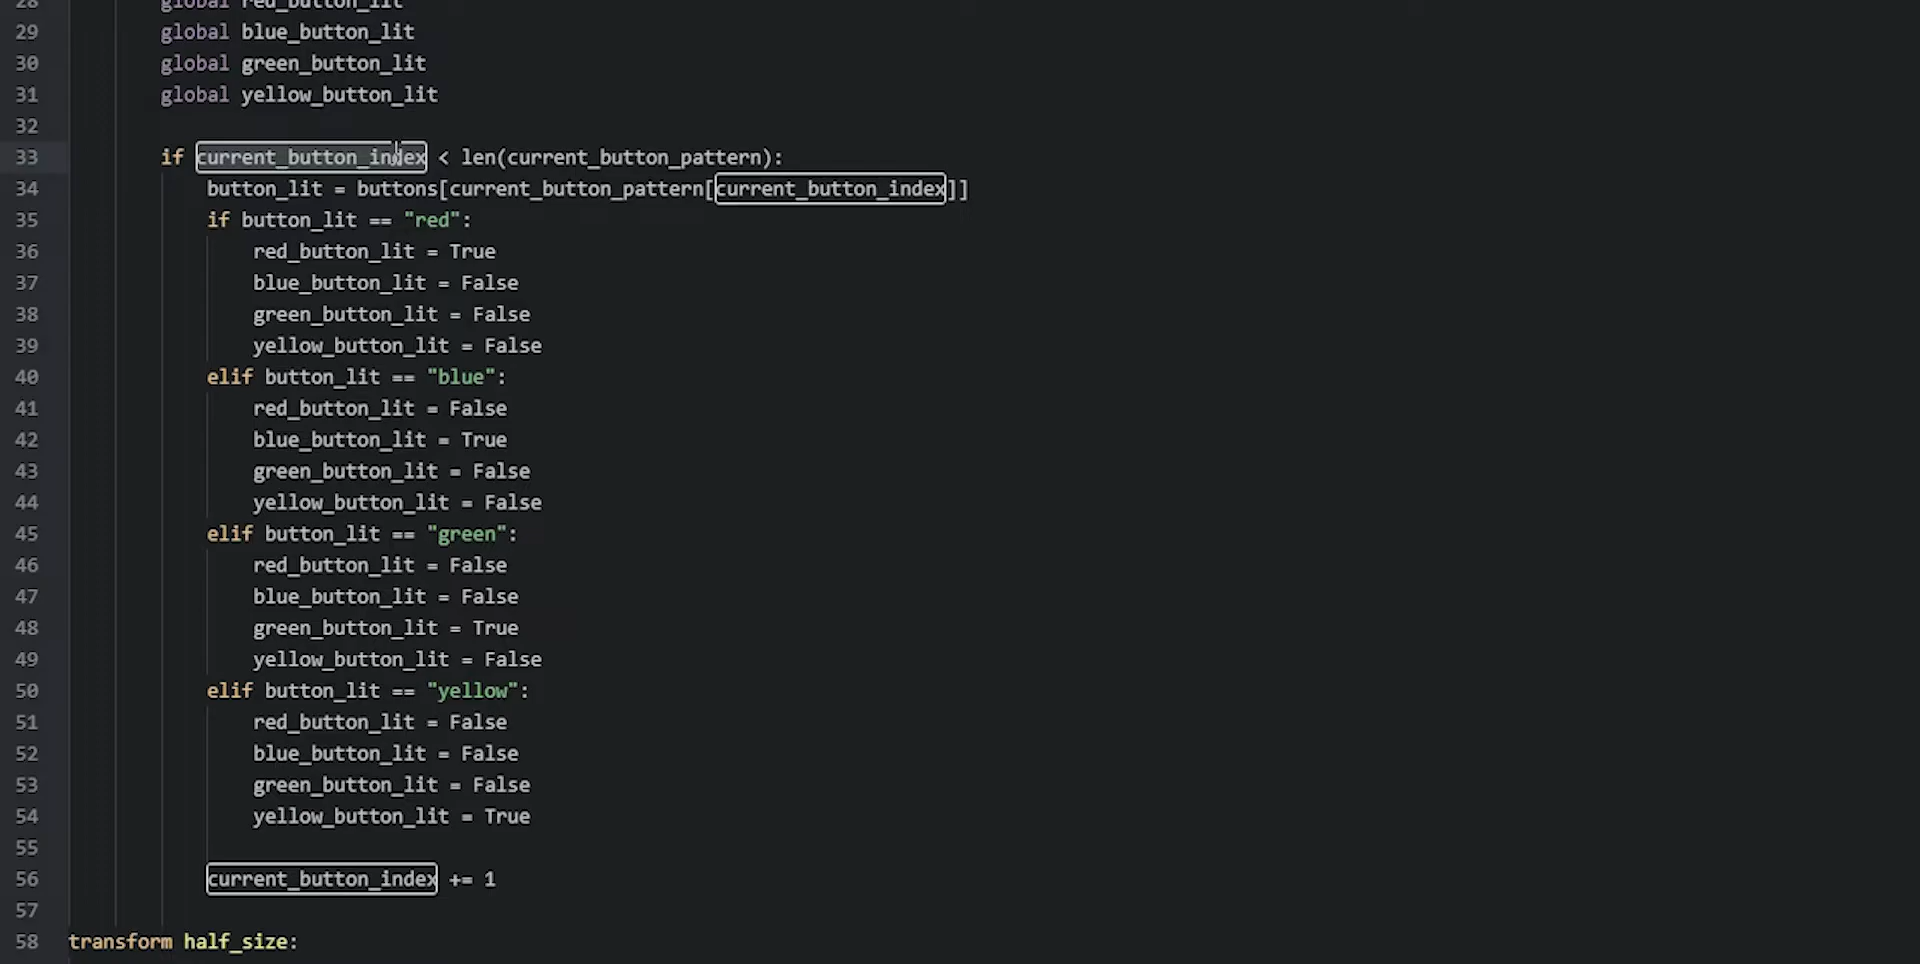 28 global red_button_lit
29 global blue_button_lit
30 global green_button_lit
31 global yellow_button_lit
32
33 if current_button_index < len(current_button_pattern):
34 button_lit = buttons[current_button_pattern[current_button_index]]
35 if button_lit == "red":
36 red_button_lit = True
37 blue_button_lit = False
38 green_button_lit = False
39 yellow_button_lit = False
40 elif button_lit == "blue":
41 red_button_lit = False
42 blue_button_lit = True
43 green_button_lit = False
44 yellow_button_lit = False
45 elif button_lit == "green":
46 red_button_lit = False
47 blue_button_lit = False
48 green_button_lit = True
49 yellow_button_lit = False
50 elif button_lit == "yellow":
51 red_button_lit = False
52 blue_button_lit = False
53 green_button_lit = False
54 yellow_button_lit = True
55
56 current_button_index += 1
57
58 transform half_size: